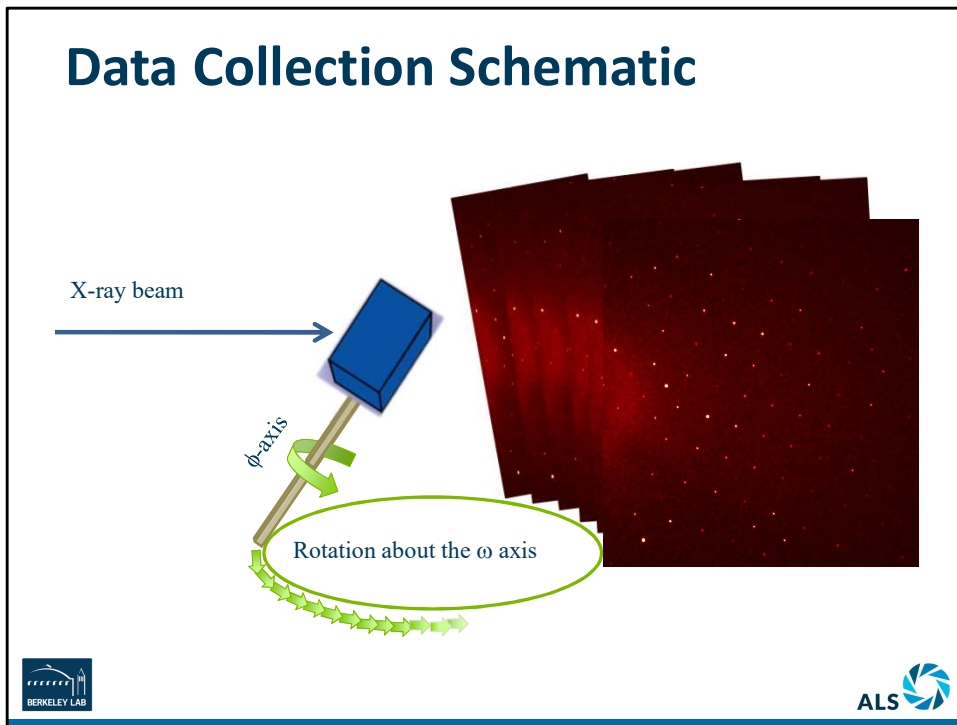 Data Collection Schematic
X-ray beam
ϕ-axis
Rotation about the ω axis
BERKELEY LAB
ALS